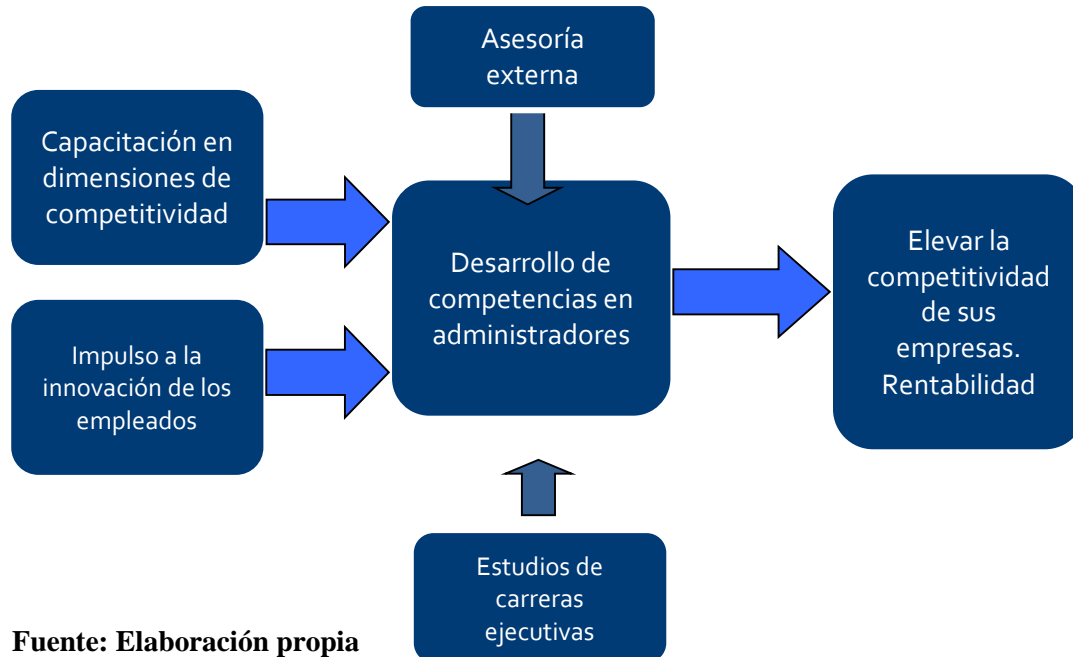 Asesoría
externa
Capacitación en
dimensiones de
competitividad
Impulso a la
innovación de los
empleados
Desarrollo de
competencias en
administradores
Elevar la
competitividad
de sus
empresas.
Rentabilidad
Estudios de
carreras
ejecutivas
Fuente: Elaboración propia